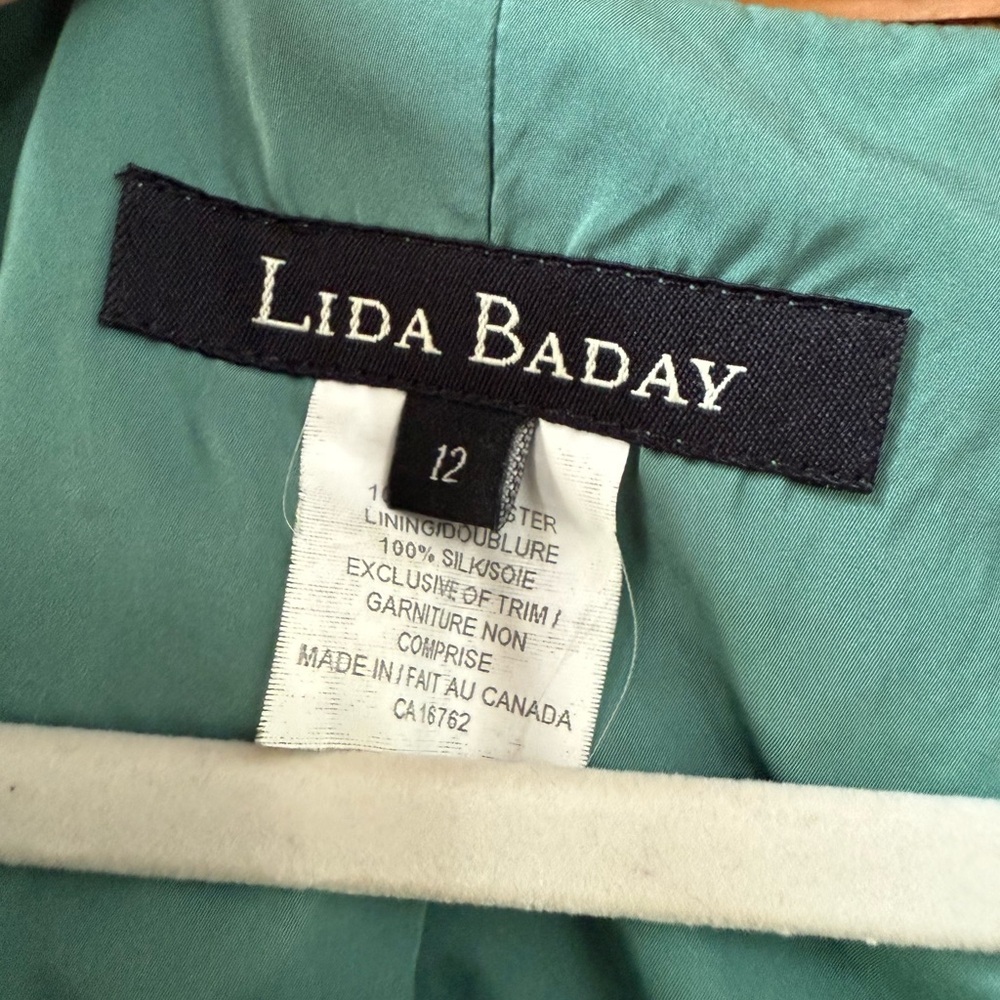 LIDA BADAY
12
LINING/DOUBLURE
100% SILK/SOIE
EXCLUSIVE OF TRIM /
GARNITURE NON
COMPRISE
MADE IN / FAIT AU CANADA
CA16762